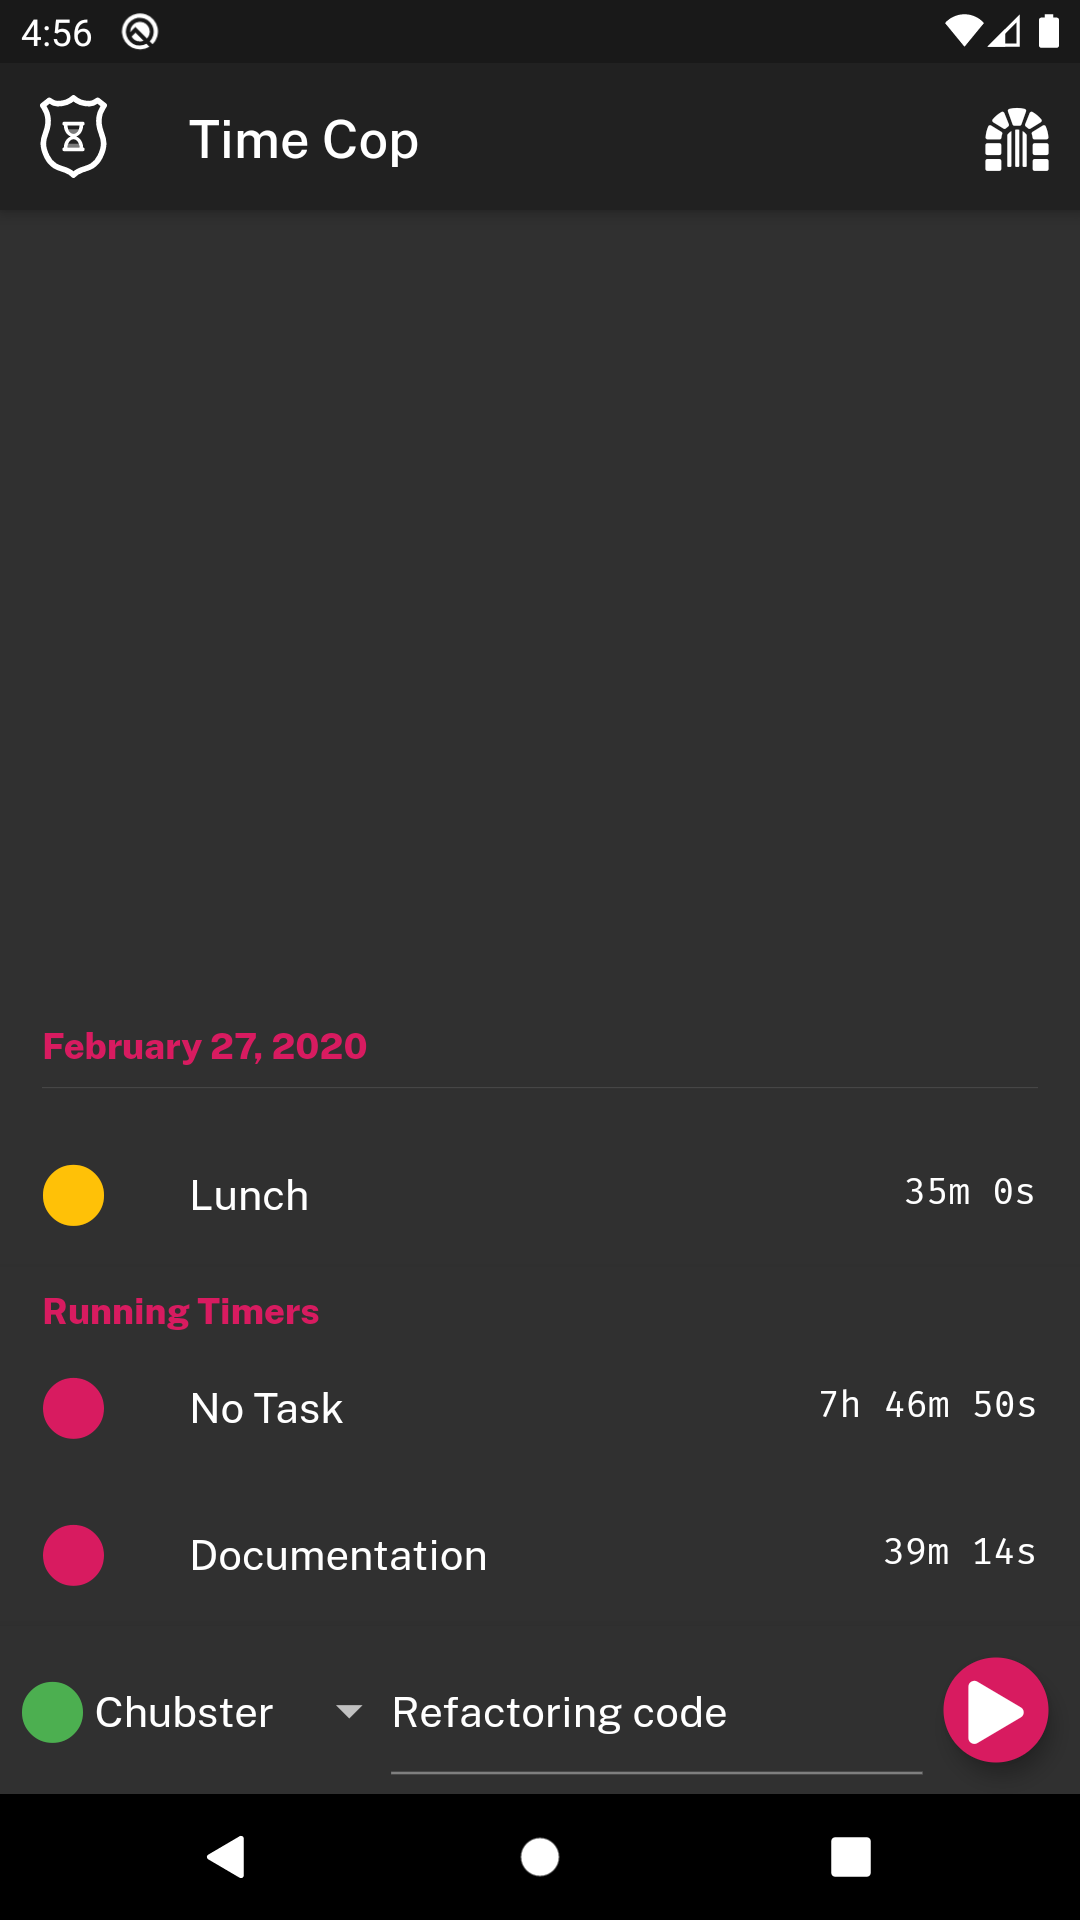 4:56
Time Cop
February 27, 2020
Lunch 35m 0s
Running Timers
No Task 7h 46m 50s
Documentation 39m 14s
Chubster Refactoring code